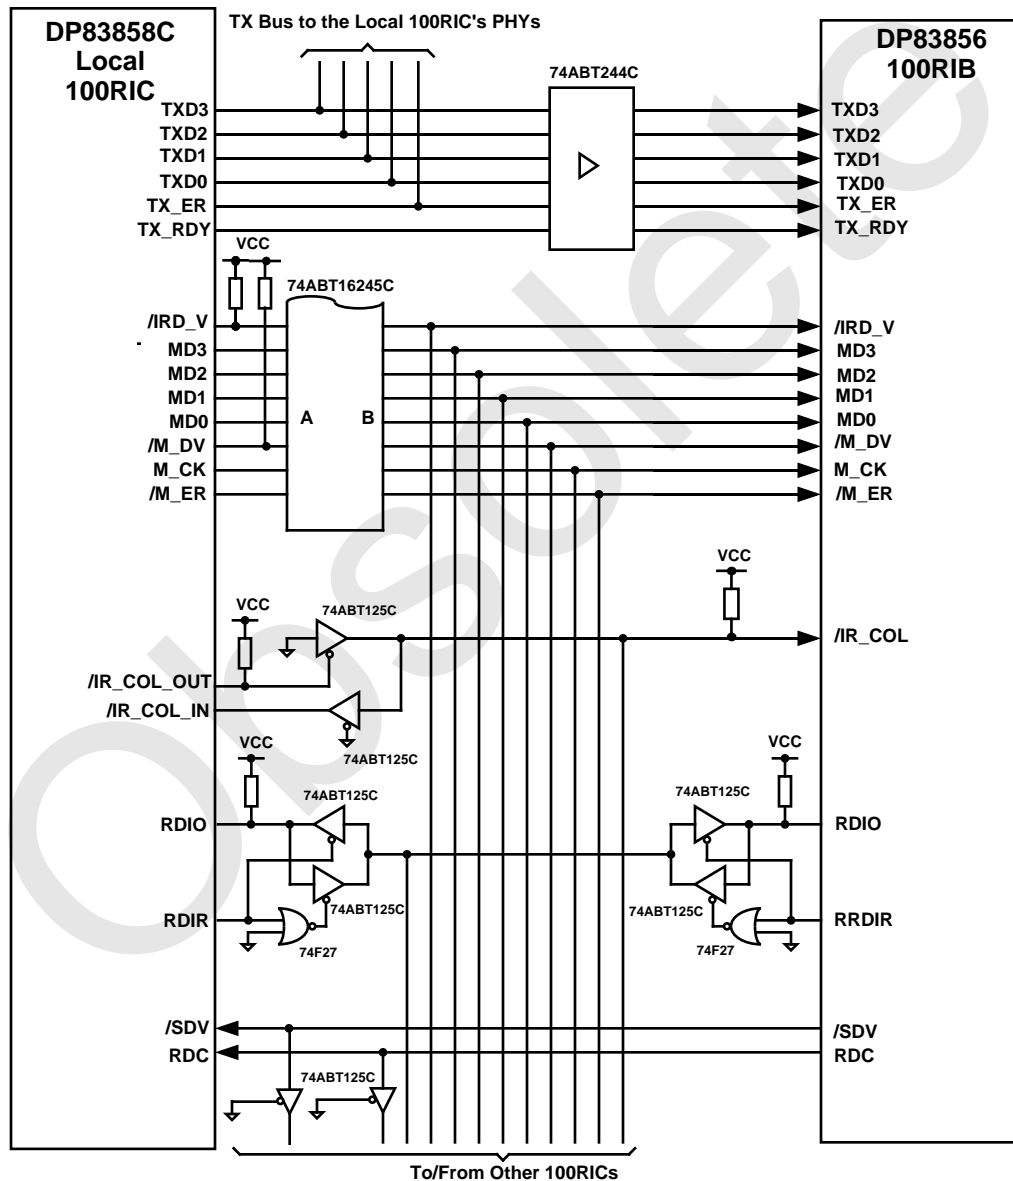 TX Bus to the Local 100RIC's PHYs
DP83858C
Local
100RIC
DP83856
100RIB
74ABT244C
TXD3
TXD2
TXD1
TXD0
TX_ER
TX_RDY
TXD3
TXD2
TXD1
TXD0
TX_ER
TX_RDY
VCC
74ABT16245C
/IRD_V
MD3
MD2
MD1
MD0
/M_DV
M_CK
/M_ER
A
B
/IRD_V
MD3
MD2
MD1
MD0
/M_DV
M_CK
/M_ER
VCC
VCC
74ABT125C
/IR_COL
/IR_COL_OUT
/IR_COL_IN
74ABT125C
VCC
74ABT125C
RDIO
74ABT125C
RDIR
74F27
VCC
74ABT125C
RDIO
74ABT125C
RRDIR
74F27
/SDV
RDC
/SDV
RDC
74ABT125C
To/From Other 100RICs
Obsolete